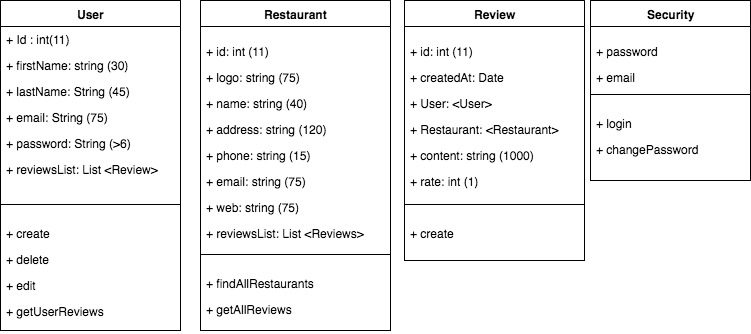 User
+ Id : int(11)
+ firstName: string (30)
+ lastName: String (45)
+ email: String (75)
+ password: String (>6)
+ reviewsList: List <Review>
+ create
+ delete
+ edit
+ getUserReviews
Restaurant
+ id: int (11)
+ logo: string (75)
+ name: string (40)
+ address: string (120)
+ phone: string (15)
+ email: string (75)
+ web: string (75)
+ reviewsList: List <Reviews>
+ findAllRestaurants
+ getAllReviews
Review
+ id: int (11)
+ createdAt: Date
+ User: <User>
+ Restaurant: <Restaurant>
+ content: string (1000)
+ rate: int (1)
+ create
Security
+ password
+ email
+ login
+ changePassword